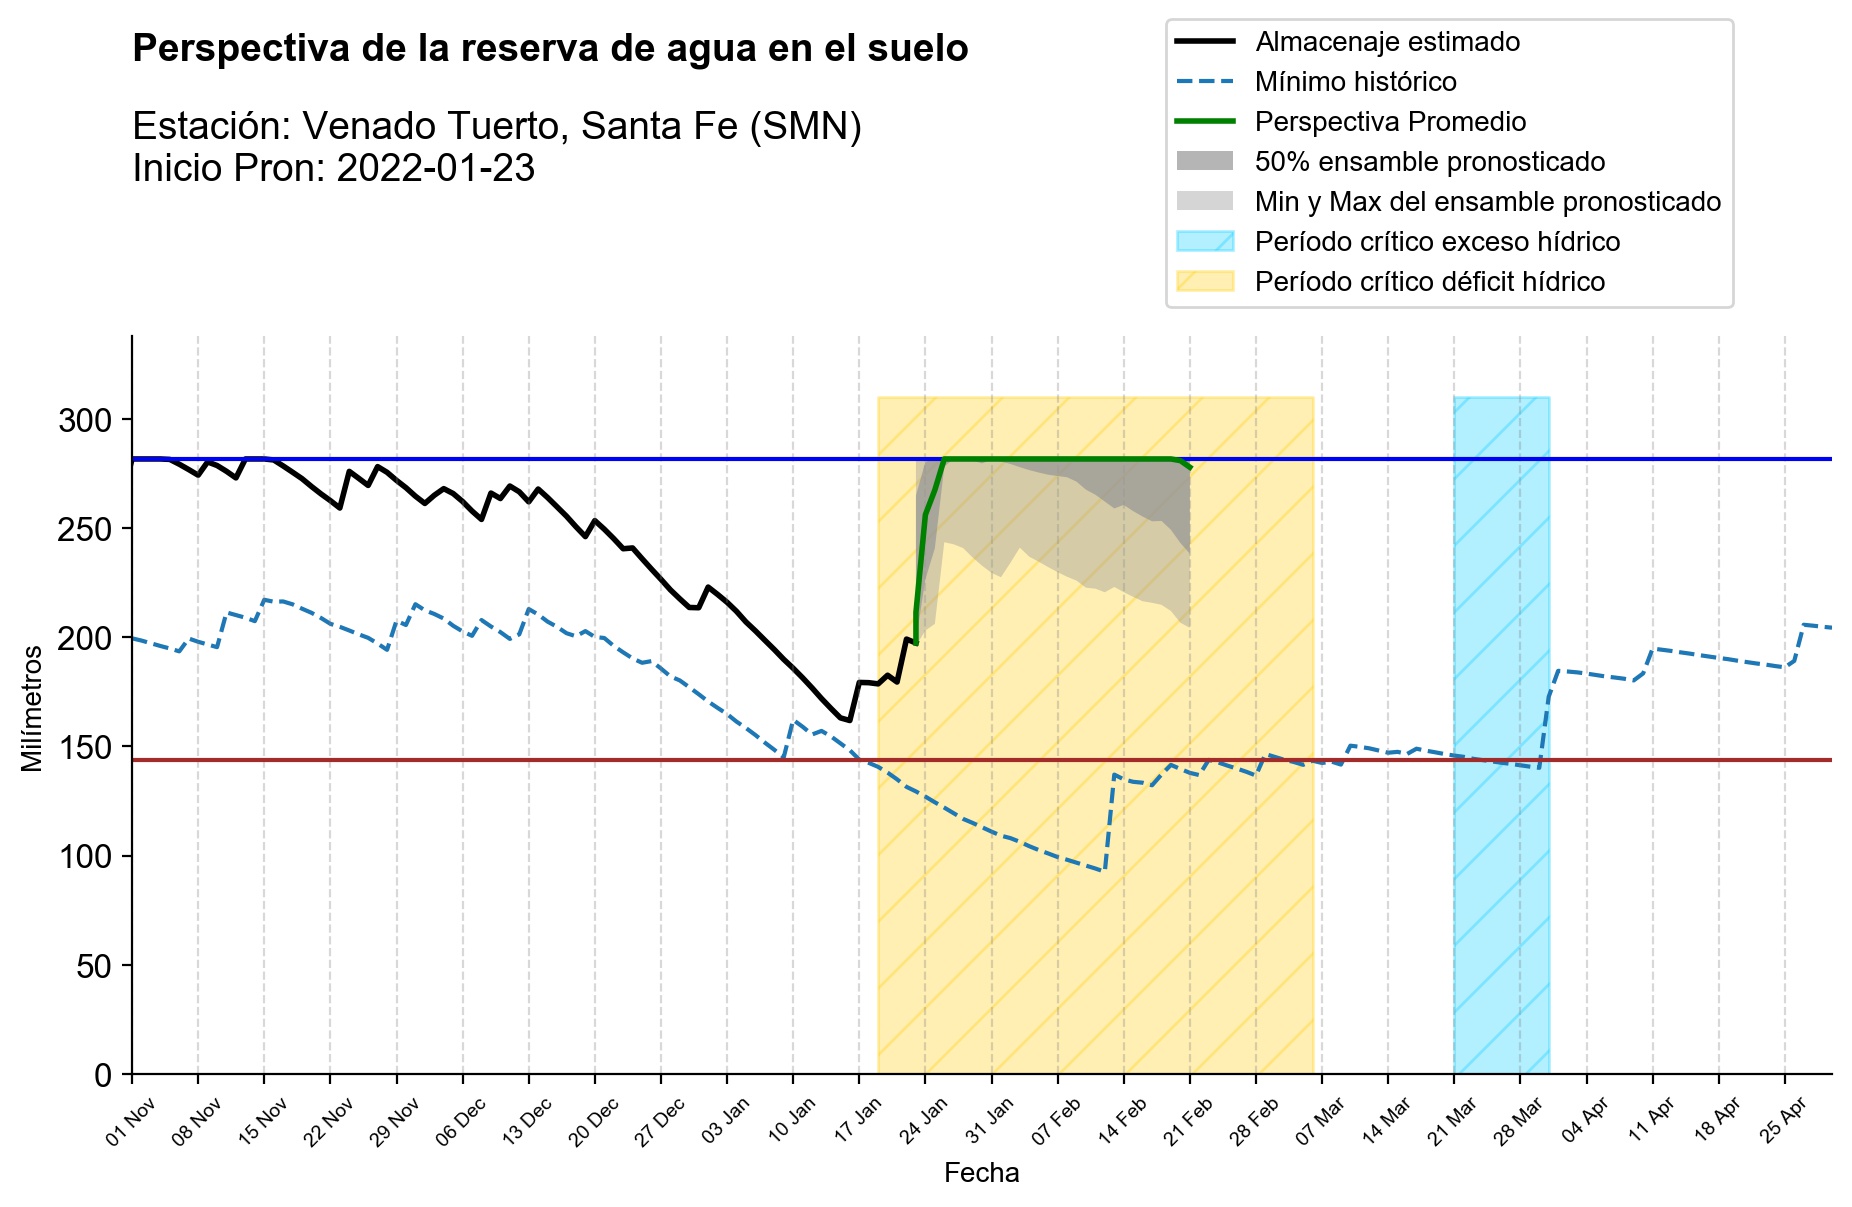 Perspectiva de la reserva de agua en el suelo
Estación: Venado Tuerto, Santa Fe (SMN)
Inicio Pron: 2022-01-23
Almacenaje estimado
Mínimo histórico
Perspectiva Promedio
50% ensamble pronosticado
Min y Max del ensamble pronosticado
Período crítico exceso hídrico
Período crítico déficit hídrico
Milímetros
300
250
200
150
100
50
0
01 Nov
08 Nov
15 Nov
22 Nov
29 Nov
06 Dec
13 Dec
20 Dec
27 Dec
03 Jan
10 Jan
17 Jan
24 Jan
31 Jan
07 Feb
14 Feb
21 Feb
28 Feb
07 Mar
14 Mar
21 Mar
28 Mar
04 Apr
11 Apr
18 Apr
25 Apr
Fecha